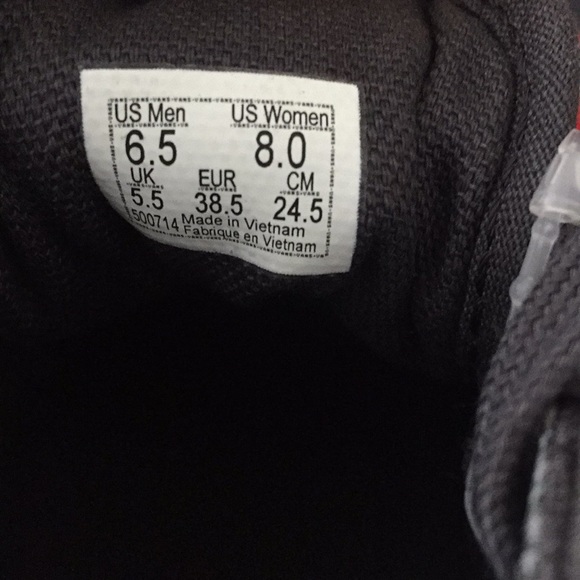 US Men US Women
6.5 8.0
UK EUR CM
5.5 38.5 24.5
500714 Made in Vietnam
Fabrique en Vietnam